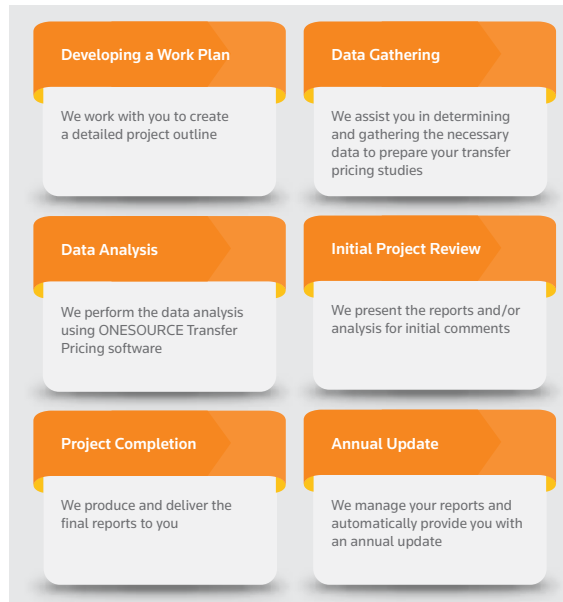 Developing a Work Plan
We work with you to create
a detailed project outline
Data Gathering
We assist you in determining
and gathering the necessary
data to prepare your transfer
pricing studies
Data Analysis
We perform the data analysis
using ONESOURCE Transfer
Pricing software
Initial Project Review
We present the reports and/or
analysis for initial comments
Project Completion
We produce and deliver the
final reports to you
Annual Update
We manage your reports and
automatically provide you with
an annual update